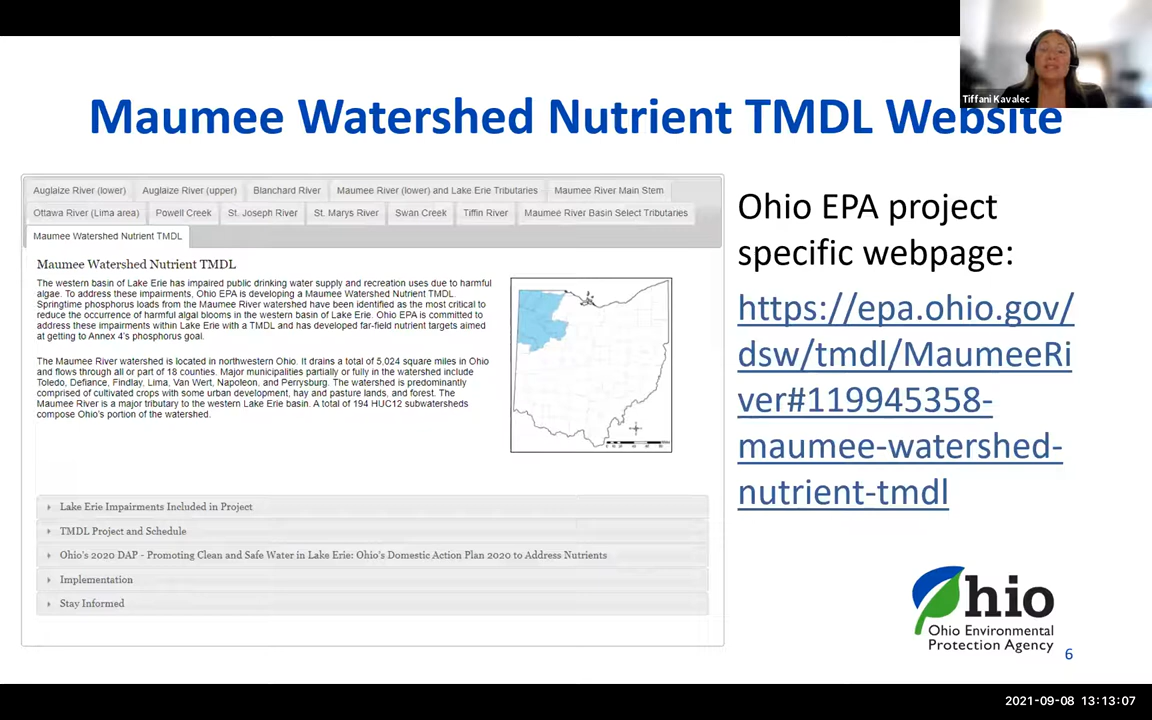 Tiffani Kavalec
Maumee Watershed Nutrient TMDL Website
Auglaize River (lower) Auglaize River (upper) Blanchard River Maumee River (lower) and Lake Erie Tributaries Maumee River Main Stem
Ottawa River (Lima area) Powell Creek St. Joseph River St. Marys River Swan Creek Tiffin River Maumee River Basin Select Tributaries
Maumee Watershed Nutrient TMDL
Maumee Watershed Nutrient TMDL
The western basin of Lake Erie has impaired public drinking water supply and recreation uses due to harmful
algae. To address these impairments, Ohio EPA is developing a Maumee Watershed Nutrient TMDL.
Springtime phosphorus loads from the Maumee River watershed have been identified as the most critical to
reduce the occurrence of harmful algal blooms in the western basin of Lake Erie. Ohio EPA is committed to
address these impairments within Lake Erie with a TMDL and has developed far-field nutrient targets aimed
at getting to Annex 4's phosphorus goal.
The Maumee River watershed is located in northwestern Ohio. It drains a total of 5,024 square miles in Ohio
and flows through all or part of 18 counties. Major municipalities partially or fully in the watershed include
Toledo, Defiance, Findlay, Lima, Van Wert, Napoleon, and Perrysburg. The watershed is predominantly
comprised of cultivated crops with some urban development, hay and pasture lands, and forest. The
Maumee River is a major tributary to the western Lake Erie basin. A total of 194 HUC12 subwatersheds
compose Ohio's portion of the watershed.
Lake Erie Impairments Included in Project
TMDL Project and Schedule
Ohio's 2020 DAP - Promoting Clean and Safe Water in Lake Erie: Ohio's Domestic Action Plan 2020 to Address Nutrients
Implementation
Stay Informed
Ohio EPA project
specific webpage:
https://epa.ohio.gov/
dsw/tmdl/MaumeeRi
ver#119945358-
maumee-watershed-
nutrient-tmdl
Ohio
Ohio Environmental
Protection Agency
6
2021-09-08 13:13:07